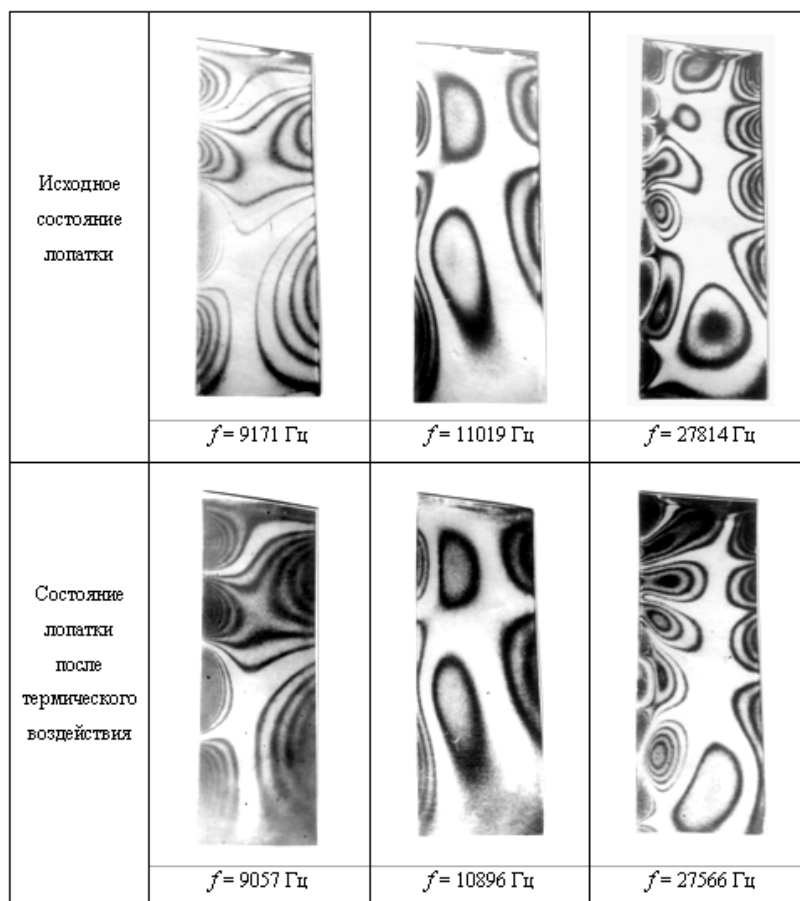 Исходное
состояние
лопатки
f = 9171 Гц
f = 11019 Гц
f = 27814 Гц
Состояние
лопатки
после
термического
воздействия
f = 9057 Гц
f = 10896 Гц
f = 27566 Гц